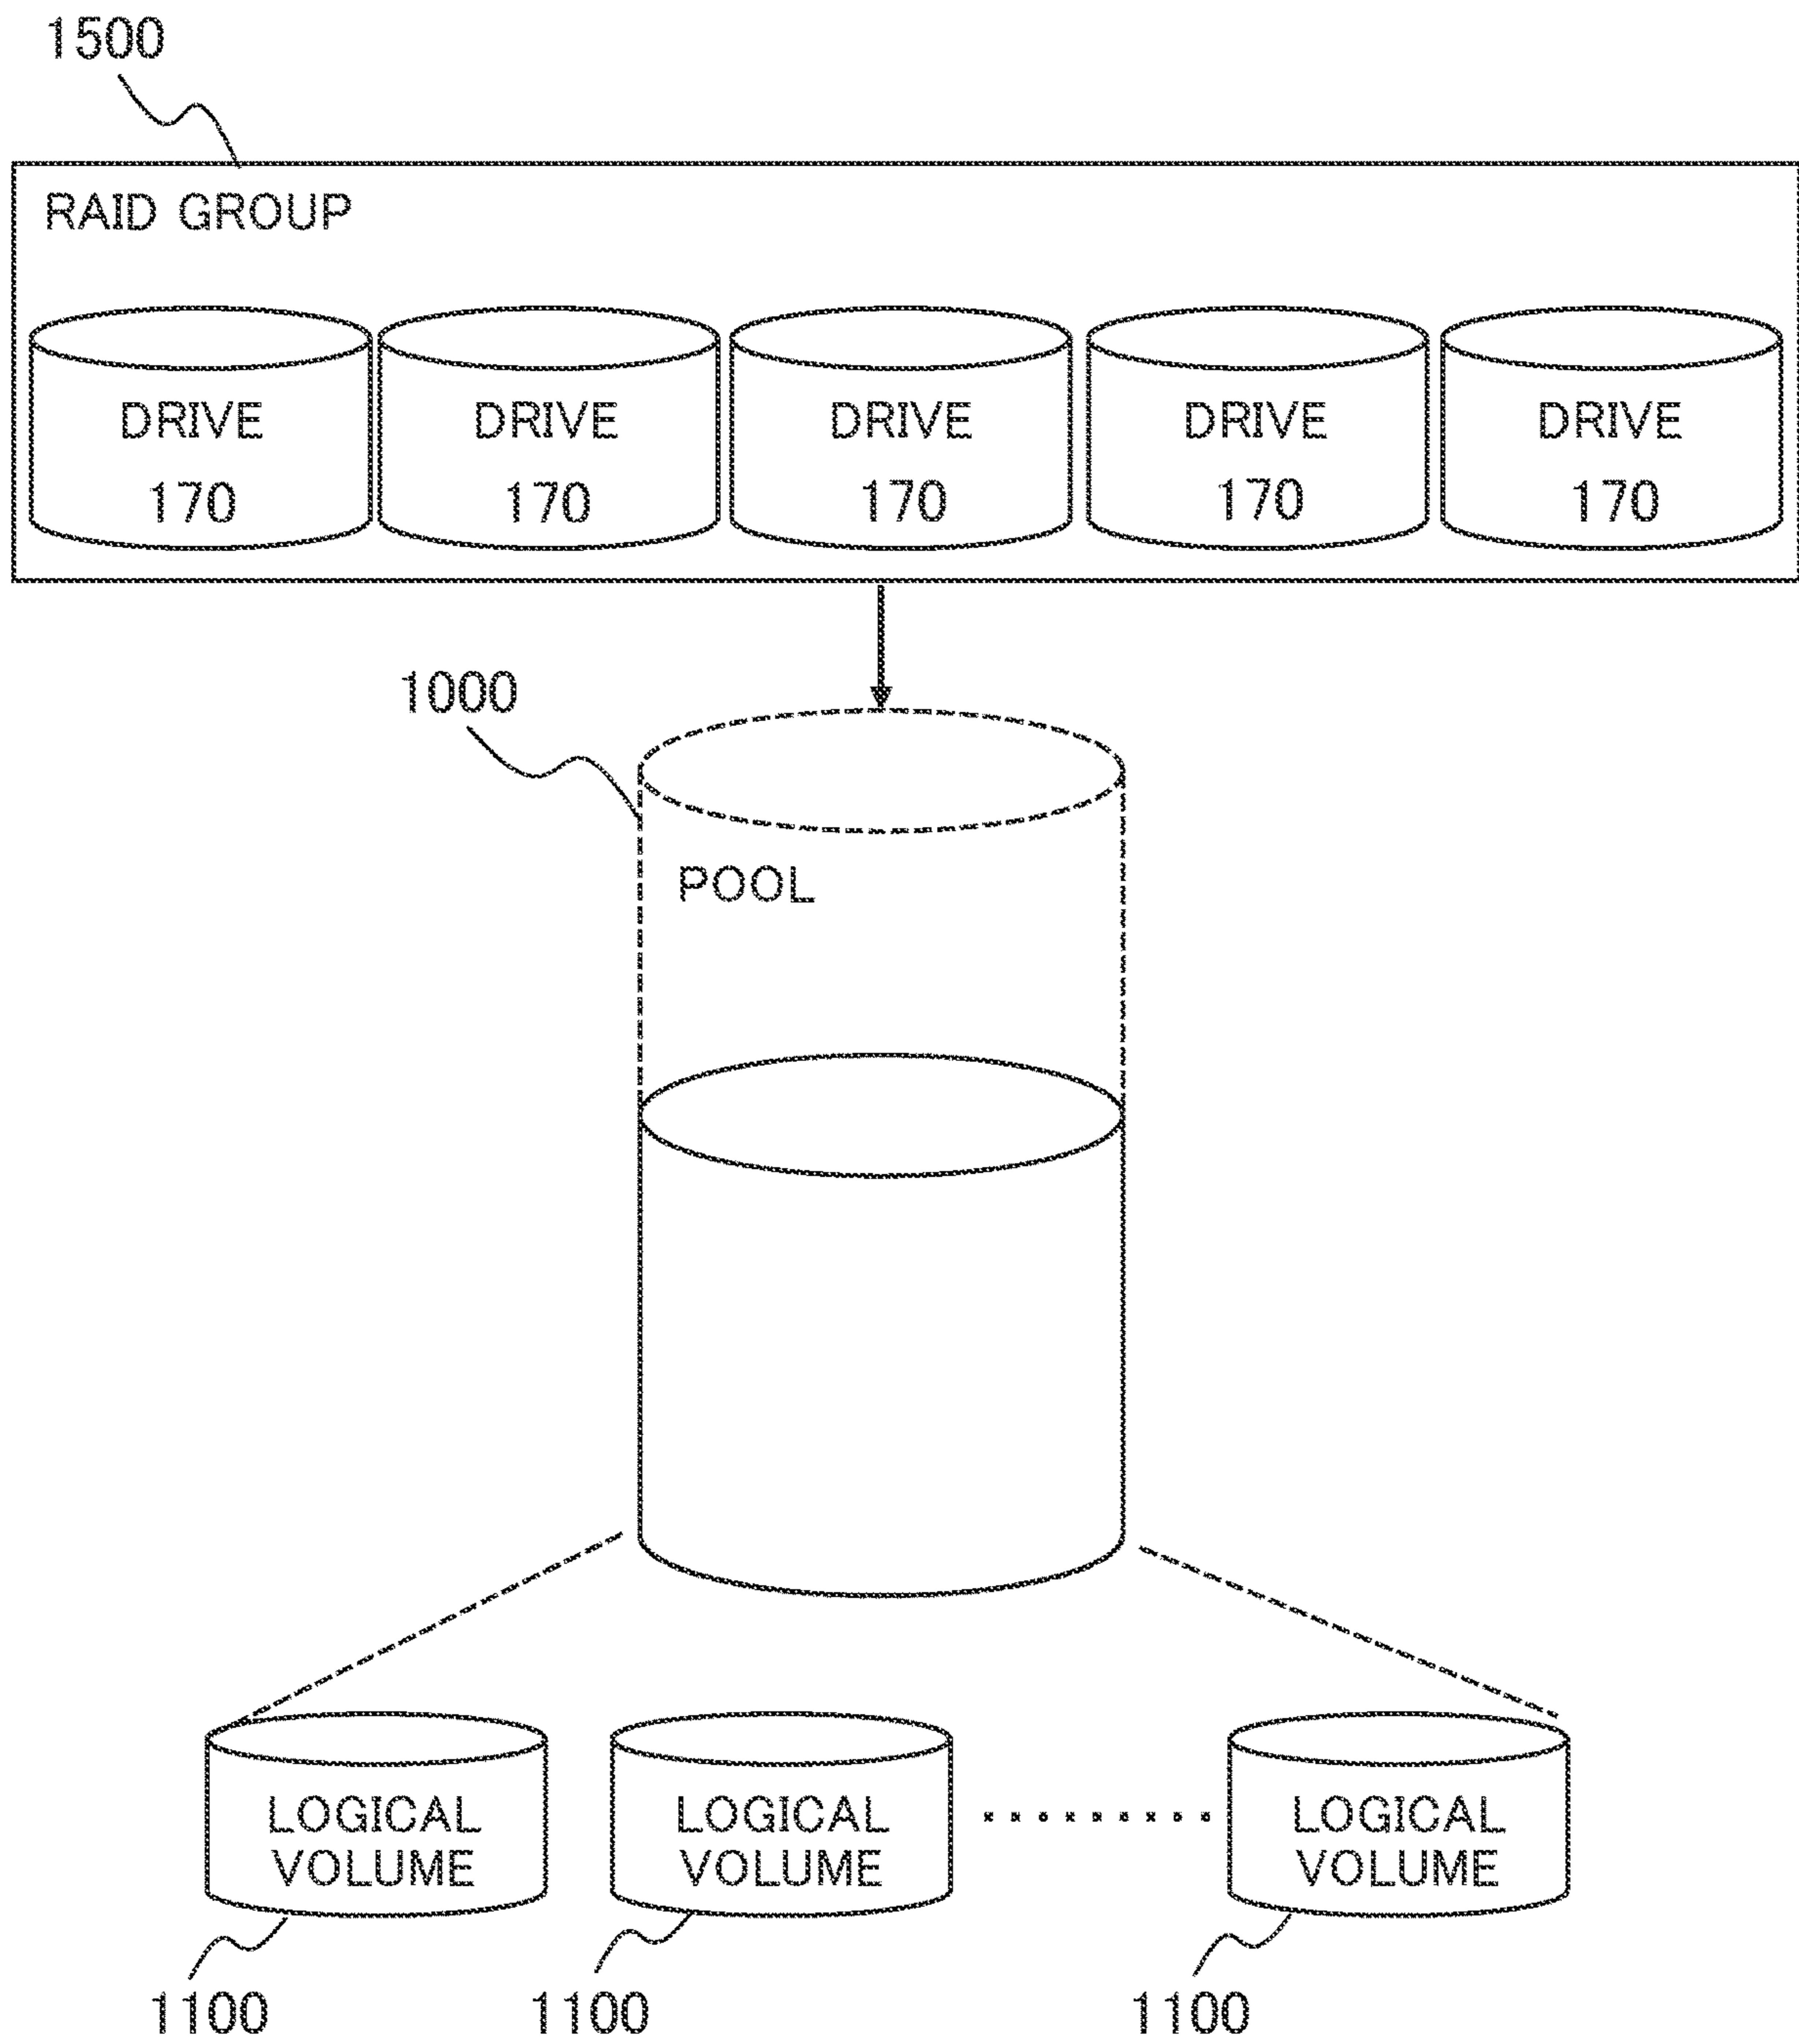 1500
RAID GROUP
DRIVE DRIVE DRIVE DRIVE DRIVE
170 170 170 170 170
1000
POOL
LOGICAL LOGICAL LOGICAL
VOLUME VOLUME VOLUME
1100 1100 1100